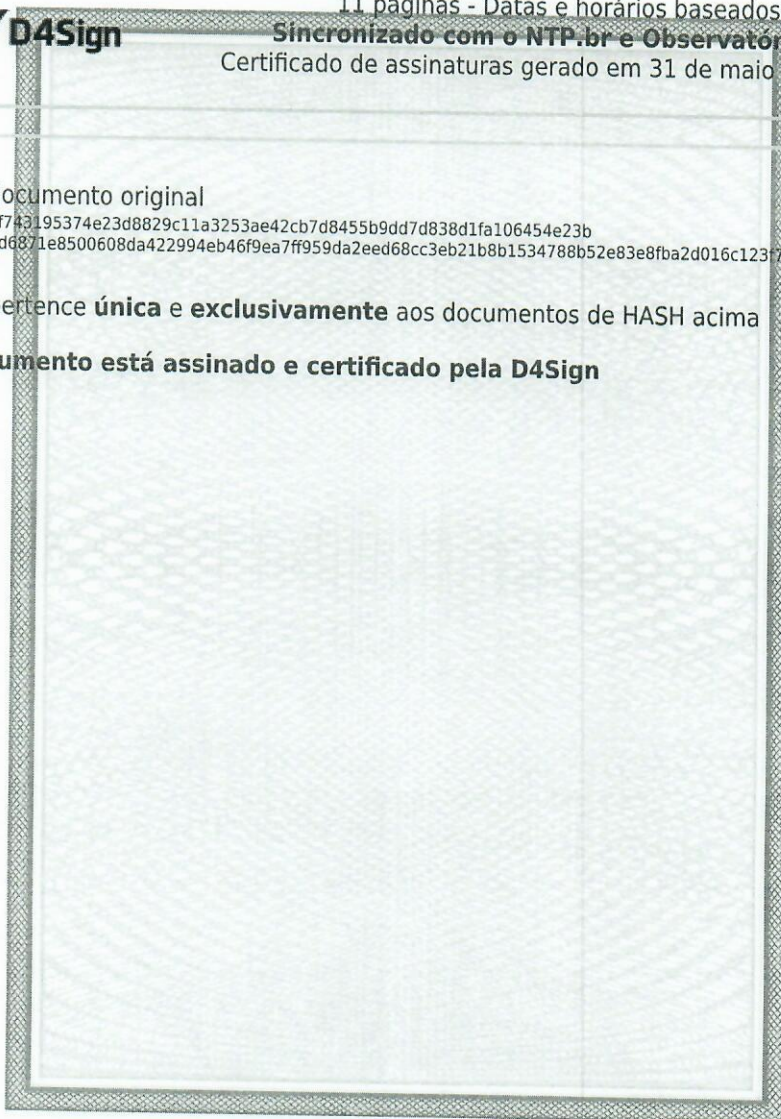 11 páginas - Datas e horários baseados
D4Sign
Sincronizado com o NTP.br e Observatór
Certificado de assinaturas gerado em 31 de maio
ocumento original
f743195374e23d8829c11a3253ae42cb7d8455b9dd7d838d1fa106454e23b
d6871e8500608da422994eb46f9ea7ff959da2eed68cc3eb21b8b1534788b52e83e8fba2d016c123f7
ertence única e exclusivamente aos documentos de HASH acima
umento está assinado e certificado pela D4Sign